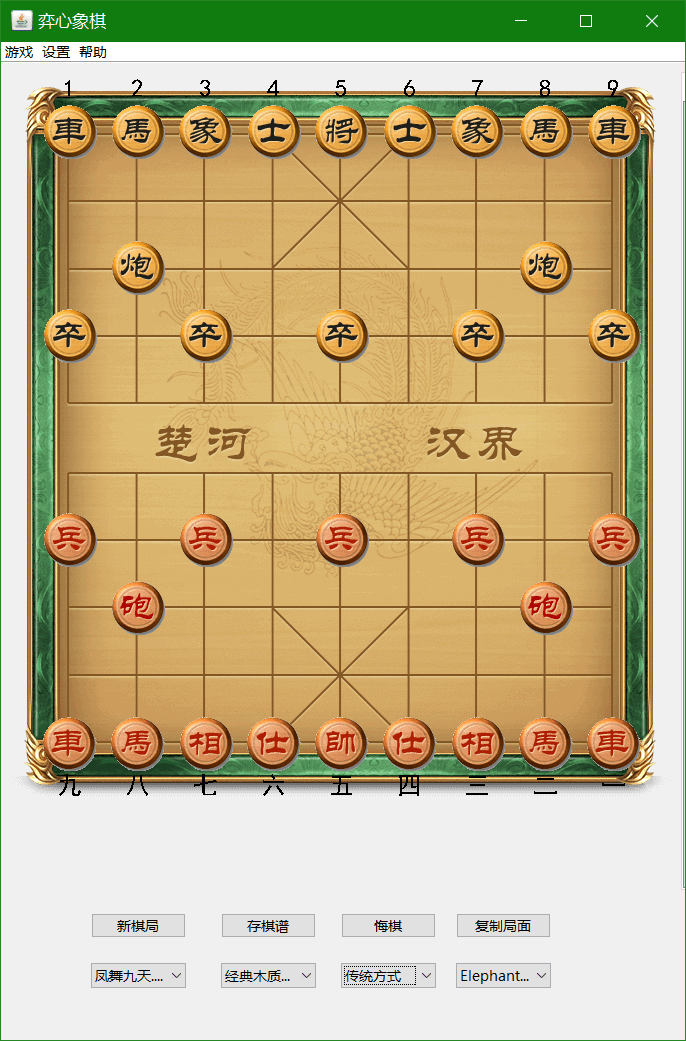 弈心象棋
游戏 设置 帮助
1 2 3 4 5 6 7 8 9
車 馬 象 士 將 士 象 馬 車
炮 炮
卒 卒 卒 卒 卒
楚河 汉界
兵 兵 兵 兵 兵
砲 砲
車 馬 相 仕 帥 仕 相 馬 車
九 八 七 六 五 四 三 二 一
新棋局 存棋谱 悔棋 复制局面
凤舞九天.... 经典木质... 传统方式 Elephant...